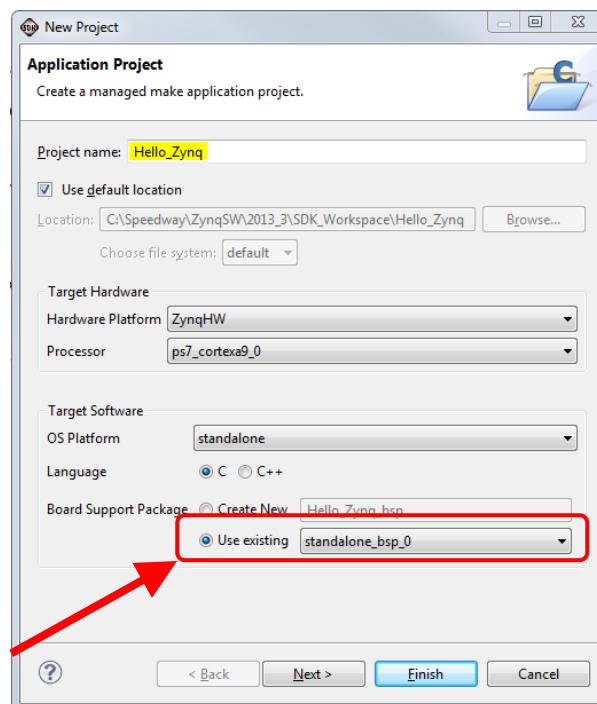 New Project
Application Project
Create a managed make application project.
Project name: Hello_Zynq
Use default location
Location: C:\Speedway\ZynqSW\2013_3\SDK_Workspace\Hello_Zynq Browse...
Choose file system: default
Target Hardware
Hardware Platform ZynqHW
Processor ps7_cortexa9_0
Target Software
OS Platform standalone
Language C C++
Board Support Package Create New Hello_Zynq_bsp
Use existing standalone_bsp_0
? < Back Next > Finish Cancel